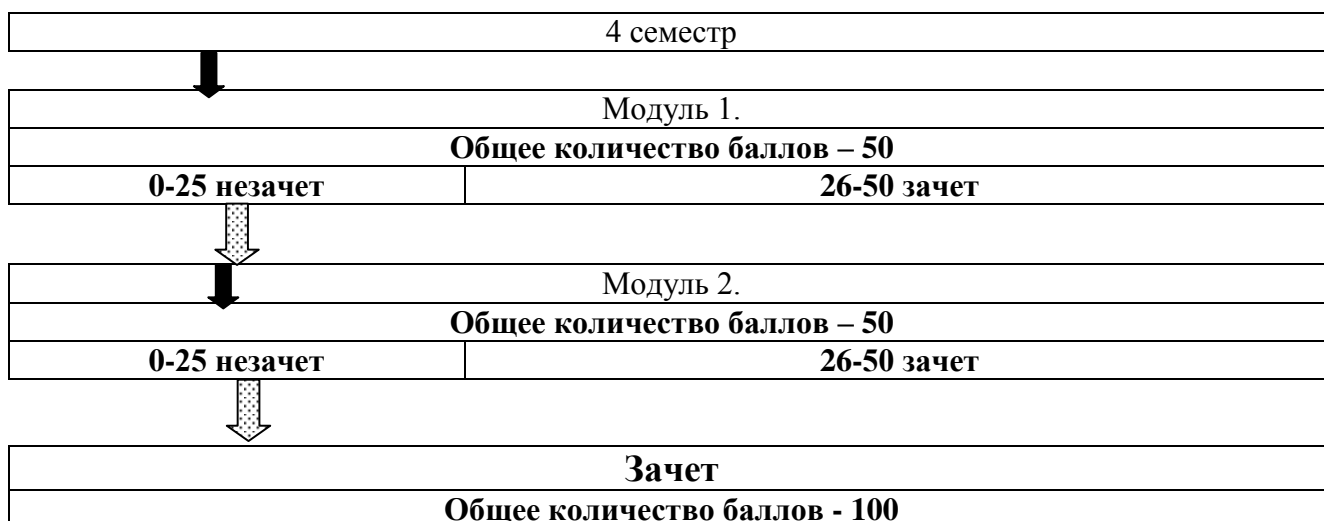 4 семестр
Модуль 1.
Общее количество баллов – 50
0-25 незачет 26-50 зачет
Модуль 2.
Общее количество баллов – 50
0-25 незачет 26-50 зачет
Зачет
Общее количество баллов - 100